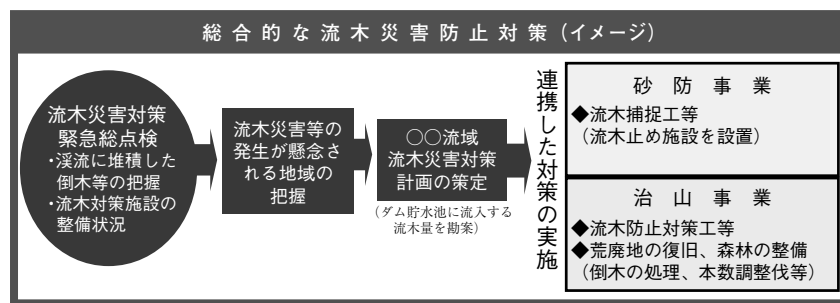 総合的な流木災害防止対策（イメージ）
流木災害対策
緊急総点検
・渓流に堆積した
倒木等の把握
・流木対策施設の
整備状況
流木災害等の
発生が懸念さ
れる地域の
把握
○○流域
流木災害対策
計画の策定
（ダム貯水池に流入する
流木量を勘案）
連携した対策の実施
砂防事業
◆流木捕捉工等
（流木止め施設を設置）
治山事業
◆流木防止対策工等
◆荒廃地の復旧、森林の整備
（倒木の処理、本数調整伐等）